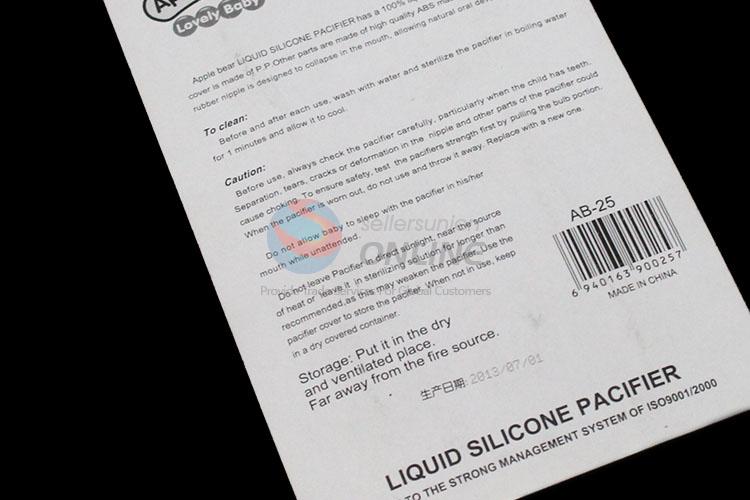 Lovely Baby
Apple bear LIQUID SILICONE PACIFIER has a 100%
cover is made of P.P.Other parts are made of high quality ABS
rubber nipple is designed to collapse in the mouth, allowing natural oral
To clean:
Before and after each use, wash with water and sterilize the pacifier in boiling water
for 1 minutes and allow it to cool.
Caution:
Before use, always check the pacifier carefully, particularly when the child has teeth.
Separation, tears, cracks or deformation in the nipple and other parts of the pacifier could
cause choking. To ensure safety, test the pacifiers strength first by pulling the bulb portion.
When the pacifier is worn out, do not use and throw it away. Replace with a new one.
Do not allow baby to sleep with the pacifier in his/her
mouth while unattended.
Do not leave Pacifier in direct sunlight, near the source
of heat or leave it in sterilizing solution for longer than
recommended,as this may weaken the pacifier. Use the
pacifier cover to store the pacifier. When not in use, keep
in a dry covered container.
Storage: Put it in the dry
and ventilated place.
Far away from the fire source.
生产日期: 2013/07/01
AB-25
6 940163 900257
MADE IN CHINA
LIQUID SILICONE PACIFIER
TO THE STRONG MANAGEMENT SYSTEM OF ISO9001/2000
sellersunion
ONLINE
Provide Trade Services For Global Customers